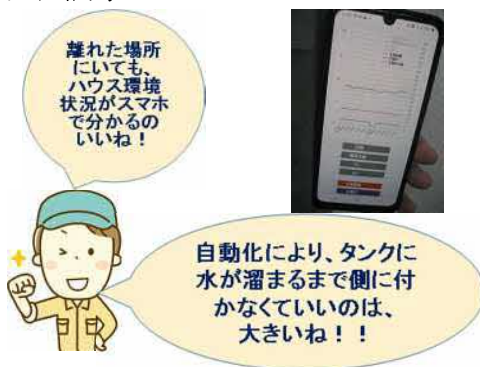 離れた場所
にいても、
ハウス環境
状況がスマホ
で分かるの
いいね！
自動化により、タンクに
水が溜まるまで側に付
かなくていいのは、
大きいね！！